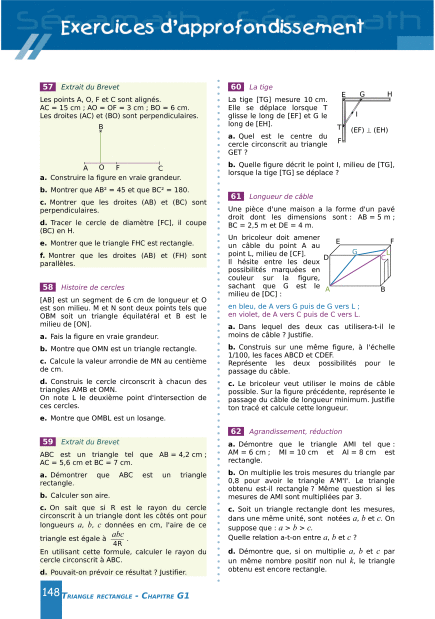 Exercices d'approfondissement
57 Extrait du Brevet
Les points A, O, F et C sont alignés.
AC = 15 cm ; AO = OF = 3 cm ; BO = 6 cm.
Les droites (AC) et (BO) sont perpendiculaires.
B
A O F C
a. Construire la figure en vraie grandeur.
b. Montrer que AB² = 45 et que BC² = 180.
c. Montrer que les droites (AB) et (BC) sont
perpendiculaires.
d. Tracer le cercle de diamètre [FC], il coupe
(BC) en H.
e. Montrer que le triangle FHC est rectangle.
f. Montrer que les droites (AB) et (FH) sont
parallèles.
58 Histoire de cercles
[AB] est un segment de 6 cm de longueur et O
est son milieu. M et N sont deux points tels que
OBM soit un triangle équilatéral et B est le
milieu de [ON].
a. Fais la figure en vraie grandeur.
b. Montre que OMN est un triangle rectangle.
c. Calcule la valeur arrondie de MN au centième
de cm.
d. Construis le cercle circonscrit à chacun des
triangles AMB et OMN.
On note L le deuxième point d'intersection de
ces cercles.
e. Montre que OMBL est un losange.
59 Extrait du Brevet
ABC est un triangle tel que AB = 4,2 cm ;
AC = 5,6 cm et BC = 7 cm.
a. Démontrer que ABC est un triangle
rectangle.
b. Calculer son aire.
c. On sait que si R est le rayon du cercle
circonscrit à un triangle dont les côtés ont pour
longueurs a, b, c données en cm, l'aire de ce
triangle est égale à abc/4R .
En utilisant cette formule, calculer le rayon du
cercle circonscrit à ABC.
d. Pouvait-on prévoir ce résultat ? Justifier.
60 La tige
La tige [TG] mesure 10 cm.
Elle se déplace lorsque T
glisse le long de [EF] et G le
long de [EH].
a. Quel est le centre du
cercle circonscrit au triangle
GET ?
E G H
I
T
(EF) ⊥ (EH)
F
b. Quelle figure décrit le point I, milieu de [TG],
lorsque la tige [TG] se déplace ?
61 Longueur de câble
Une pièce d'une maison a la forme d'un pavé
droit dont les dimensions sont : AB = 5 m ;
BC = 2,5 m et DE = 4 m.
Un bricoleur doit amener
un câble du point A au
point L, milieu de [CF].
Il hésite entre les deux
possibilités marquées en
couleur sur la figure,
sachant que G est le
milieu de [DC] :
E F
D G L
A B
en bleu, de A vers G puis de G vers L ;
en violet, de A vers C puis de C vers L.
a. Dans lequel des deux cas utilisera-t-il le
moins de câble ? Justifie.
b. Construis sur une même figure, à l'échelle
1/100, les faces ABCD et CDEF.
Représente les deux possibilités pour le
passage du câble.
c. Le bricoleur veut utiliser le moins de câble
possible. Sur la figure précédente, représente le
passage du câble de longueur minimum. Justifie
ton tracé et calcule cette longueur.
62 Agrandissement, réduction
a. Démontre que le triangle AMI tel que :
AM = 6 cm ; MI = 10 cm et AI = 8 cm est
rectangle.
b. On multiplie les trois mesures du triangle par
0,8 pour avoir le triangle A'M'I'. Le triangle
obtenu est-il rectangle ? Même question si les
mesures de AMI sont multipliées par 3.
c. Soit un triangle rectangle dont les mesures,
dans une même unité, sont notées a, b et c. On
suppose que : a > b > c.
Quelle relation a-t-on entre a, b et c ?
d. Démontre que, si on multiplie a, b et c par
un même nombre positif non nul k, le triangle
obtenu est encore rectangle.
148 TRIANGLE RECTANGLE - CHAPITRE G1